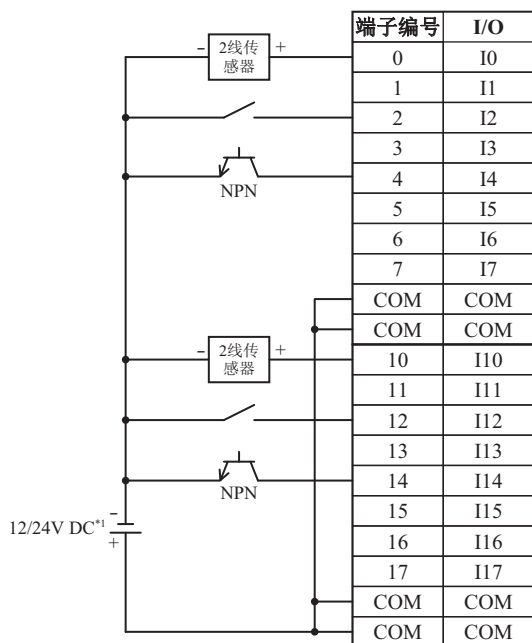 端子编号 I/O
- 2线传感器 + 0 I0
1 I1
2 I2
3 I3
NPN 4 I4
5 I5
6 I6
7 I7
COM COM
COM COM
- 2线传感器 + 10 I10
11 I11
12 I12
13 I13
NPN 14 I14
15 I15
12/24V DC*1 - + 16 I16
17 I17
COM COM
COM COM